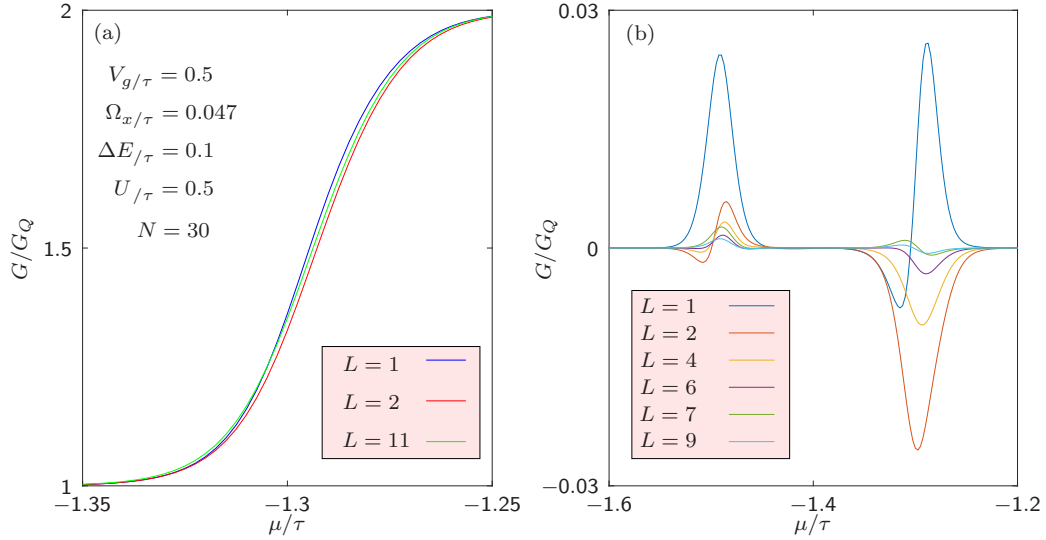 (a)
V_{g/τ} = 0.5
Ω_{x/τ} = 0.047
ΔE_{/τ} = 0.1
U_{/τ} = 0.5
N = 30
2
1.5
1
G/G_Q
L = 1
L = 2
L = 11
−1.35
−1.3
−1.25
μ/τ
(b)
0.03
0
-0.03
G/G_Q
L = 1
L = 2
L = 4
L = 6
L = 7
L = 9
−1.6
−1.4
−1.2
μ/τ